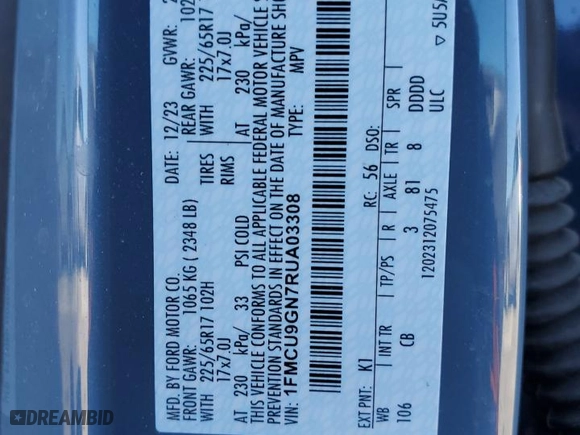 MFD. BY FORD MOTOR CO.
DATE: 12/23
GVWR:
FRONT GAWR: 1065 KG ( 2348 LB)
REAR GAWR: 102
225/65R17 102H
TIRES
WITH
225/65R17
17x7.0J
RIMS
17x7.0J
AT 230 kPa/ 33 PSI COLD
AT 230 kPa/
THIS VEHICLE CONFORMS TO ALL APPLICABLE FEDERAL MOTOR VEHICLE S
PREVENTION STANDARDS IN EFFECT ON THE DATE OF MANUFACTURE SHO
VIN: 1FMCU9GN7RUA03308
TYPE: MPV
EXT PNT: K1
RC: 56 DSO:
WB | INT TR | TP/PS | R | AXLE | TR | SPR
106 CB 3 81 8 DDDD
1202312075475 ULC
▽ 5U5A
DREAMBID